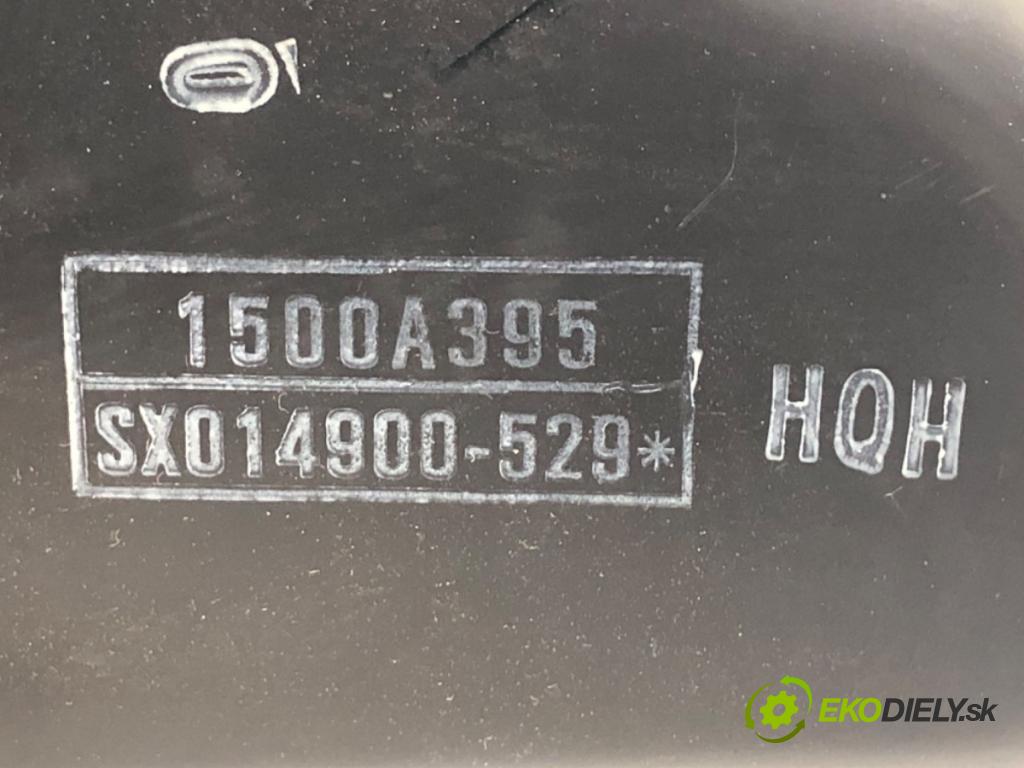 1500A395
SX014900-529*
HQH
EKODIELY.sk